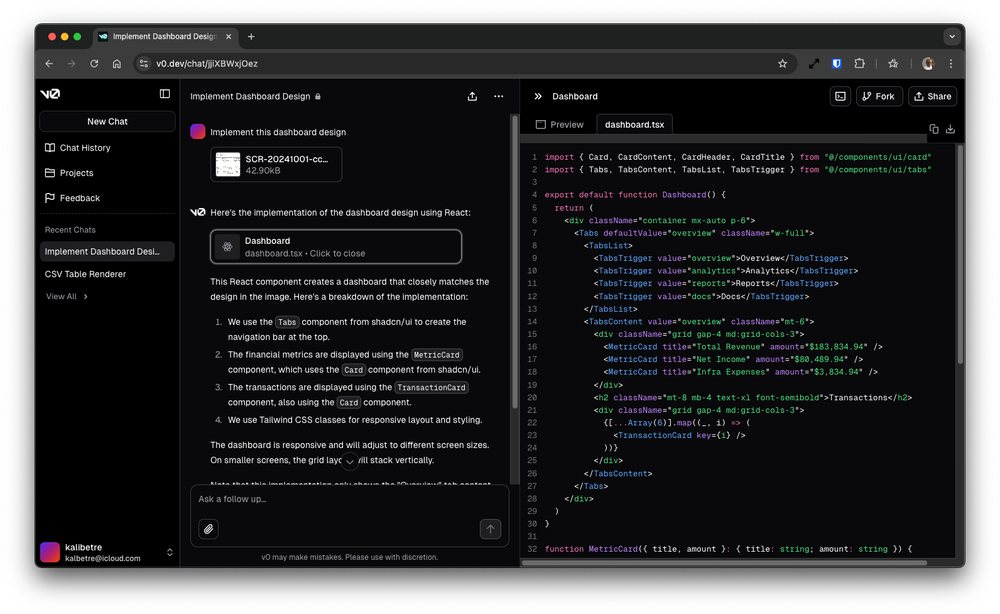 Implement Dashboard Design
v0.dev/chat/jjiXBWxjOez
v0
New Chat
Chat History
Projects
Feedback
Recent Chats
Implement Dashboard Desi...
CSV Table Renderer
View All
kalibetre
kalbetre@icloud.com
Implement Dashboard Design
Implement this dashboard design
SCR-20241001-cc...
42.90kB
v0 Here's the implementation of the dashboard design using React:
Dashboard
dashboard.tsx • Click to close
This React component creates a dashboard that closely matches the
design in the image. Here's a breakdown of the implementation:
1. We use the Tabs component from shadcn/ui to create the
navigation bar at the top.
2. The financial metrics are displayed using the MetricCard
component, which uses the Card component from shadcn/ui.
3. The transactions are displayed using the TransactionCard
component, also using the Card component.
4. We use Tailwind CSS classes for responsive layout and styling.
The dashboard is responsive and will adjust to different screen sizes.
On smaller screens, the grid layo will stack vertically.
Note that this implementation only shows the "Overview" tab content
Ask a follow up...
v0 may make mistakes. Please use with discretion.
Dashboard
Fork
Share
Preview
dashboard.tsx
1 import { Card, CardContent, CardHeader, CardTitle } from "@/components/ui/card"
2 import { Tabs, TabsContent, TabsList, TabsTrigger } from "@/components/ui/tabs"
3
4 export default function Dashboard() {
5 return (
6 <div className="container mx-auto p-6">
7 <Tabs defaultValue="overview" className="w-full">
8 <TabsList>
9 <TabsTrigger value="overview">Overview</TabsTrigger>
10 <TabsTrigger value="analytics">Analytics</TabsTrigger>
11 <TabsTrigger value="reports">Reports</TabsTrigger>
12 <TabsTrigger value="docs">Docs</TabsTrigger>
13 </TabsList>
14 <TabsContent value="overview" className="mt-6">
15 <div className="grid gap-4 md:grid-cols-3">
16 <MetricCard title="Total Revenue" amount="$183,834.94" />
17 <MetricCard title="Net Income" amount="$80,489.94" />
18 <MetricCard title="Infra Expenses" amount="$3,834.94" />
19 </div>
20 <h2 className="mt-8 mb-4 text-xl font-semibold">Transactions</h2>
21 <div className="grid gap-4 md:grid-cols-3">
22 {[...Array(6)].map((_, i) => (
23 <TransactionCard key={i} />
24 ))}
25 </div>
26 </TabsContent>
27 </Tabs>
28 </div>
29 )
30 }
31
32 function MetricCard({ title, amount }: { title: string; amount: string }) {